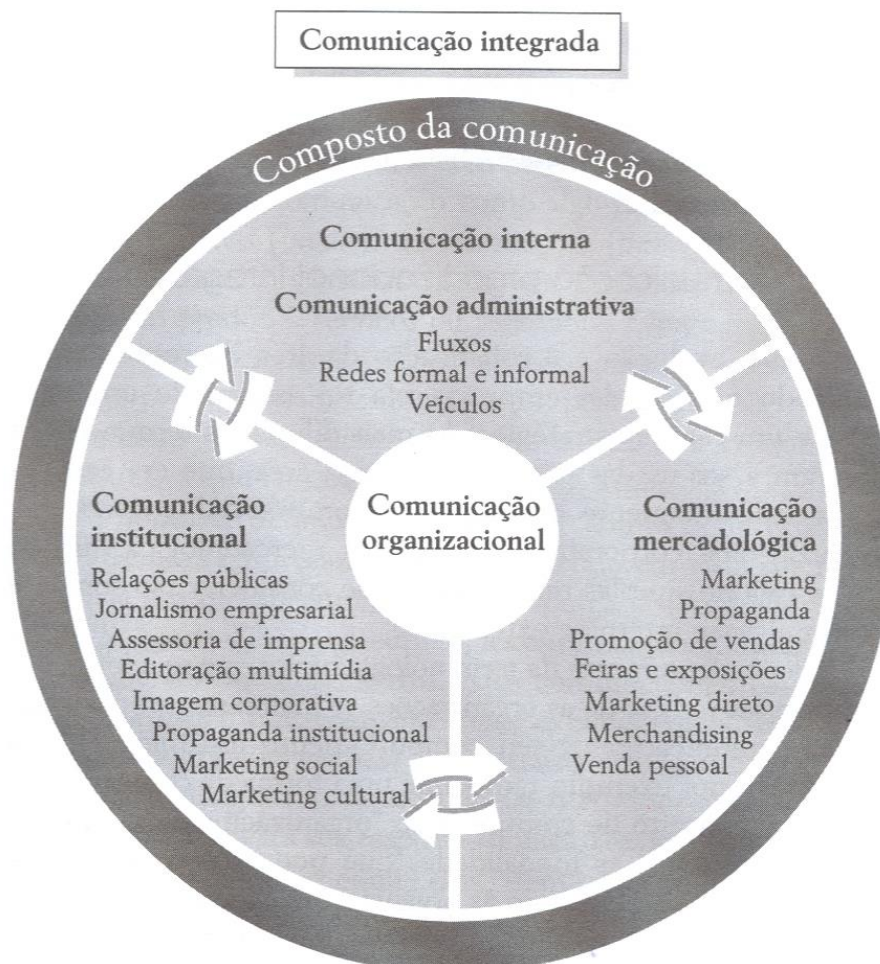 Comunicação integrada
Composto da comunicação
Comunicação interna
Comunicação administrativa
Fluxos
Redes formal e informal
Veículos
Comunicação
organizacional
Comunicação
institucional
Relações públicas
Jornalismo empresarial
Assessoria de imprensa
Editoração multimídia
Imagem corporativa
Propaganda institucional
Marketing social
Marketing cultural
Comunicação
mercadológica
Marketing
Propaganda
Promoção de vendas
Feiras e exposições
Marketing direto
Merchandising
Venda pessoal